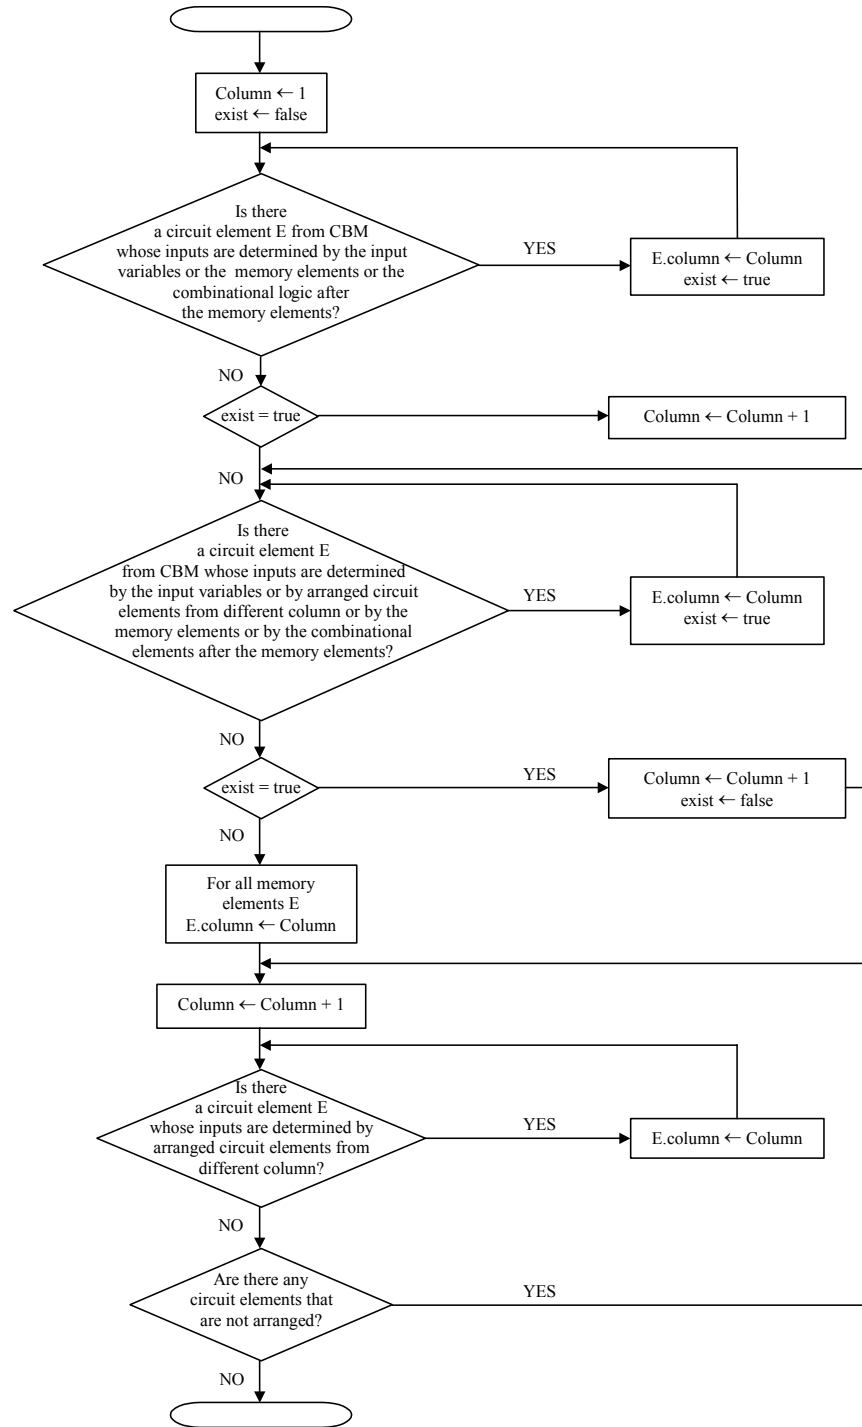 Column ← 1
exist ← false
Is there
a circuit element E from CBM
whose inputs are determined by the input
variables or the memory elements or the
combinational logic after
the memory elements?
YES
E.column ← Column
exist ← true
NO
exist = true
Column ← Column + 1
NO
Is there
a circuit element E
from CBM whose inputs are determined
by the input variables or by arranged circuit
elements from different column or by the
memory elements or by the combinational
elements after the memory elements?
YES
E.column ← Column
exist ← true
NO
exist = true
YES
Column ← Column + 1
exist ← false
NO
For all memory
elements E
E.column ← Column
Column ← Column + 1
Is there
a circuit element E
whose inputs are determined by
arranged circuit elements from
different column?
YES
E.column ← Column
NO
Are there any
circuit elements that
are not arranged?
YES
NO